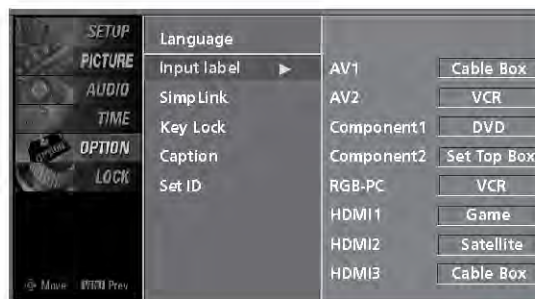 SETUP
PICTURE
AUDIO
TIME
OPTION
LOCK
Move MENU Prev
Language
Input label ▶
SimpLink
Key Lock
Caption
Set ID
AV1 Cable Box
AV2 VCR
Component1 DVD
Component2 Set Top Box
RGB-PC VCR
HDMI1 Game
HDMI2 Satellite
HDMI3 Cable Box